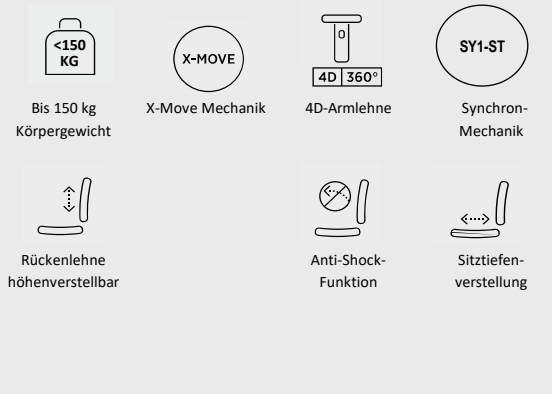 <150
KG
X-MOVE
4D 360°
SY1-ST
Bis 150 kg
Körpergewicht
X-Move Mechanik
4D-Armlehne
Synchron-
Mechanik
Rückenlehne
höhenverstellbar
Anti-Shock-
Funktion
Sitztiefen-
verstellung